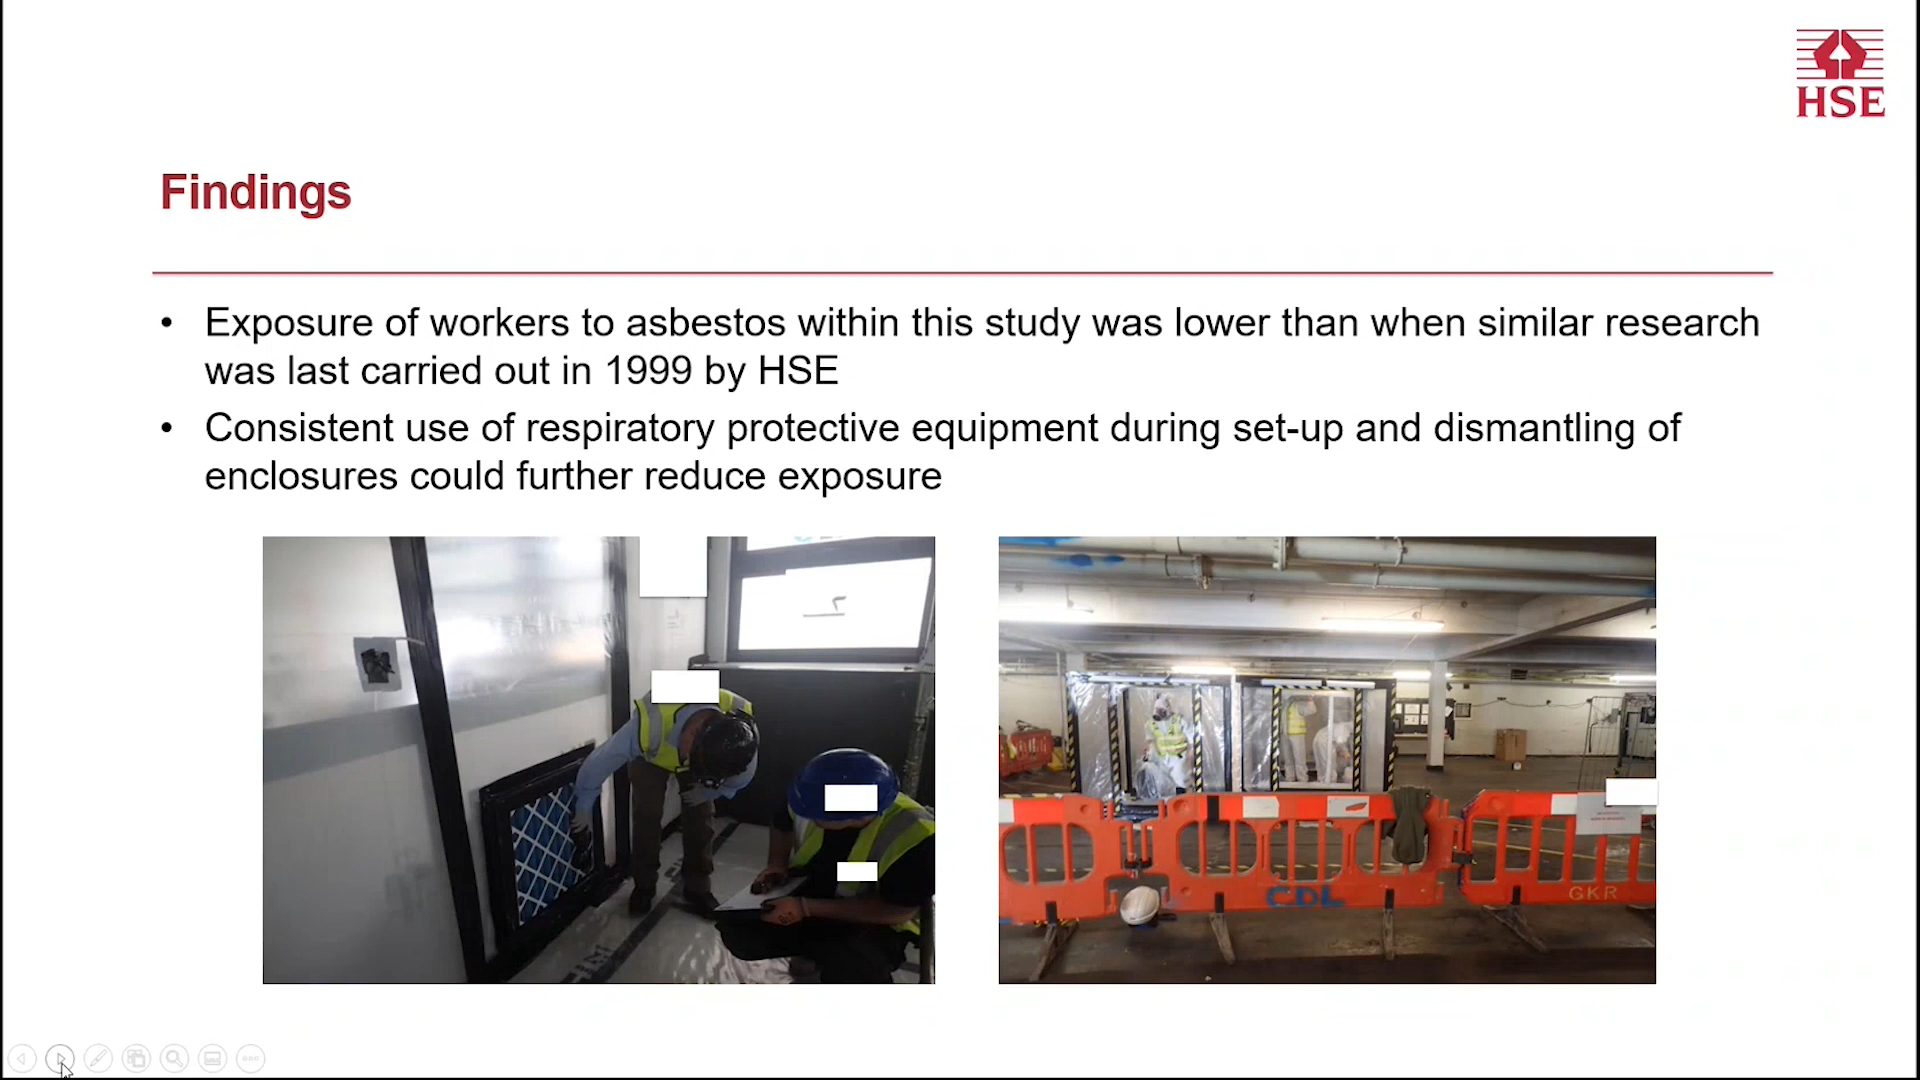 HSE
Findings
• Exposure of workers to asbestos within this study was lower than when similar research
was last carried out in 1999 by HSE
• Consistent use of respiratory protective equipment during set-up and dismantling of
enclosures could further reduce exposure
CDL
GKR